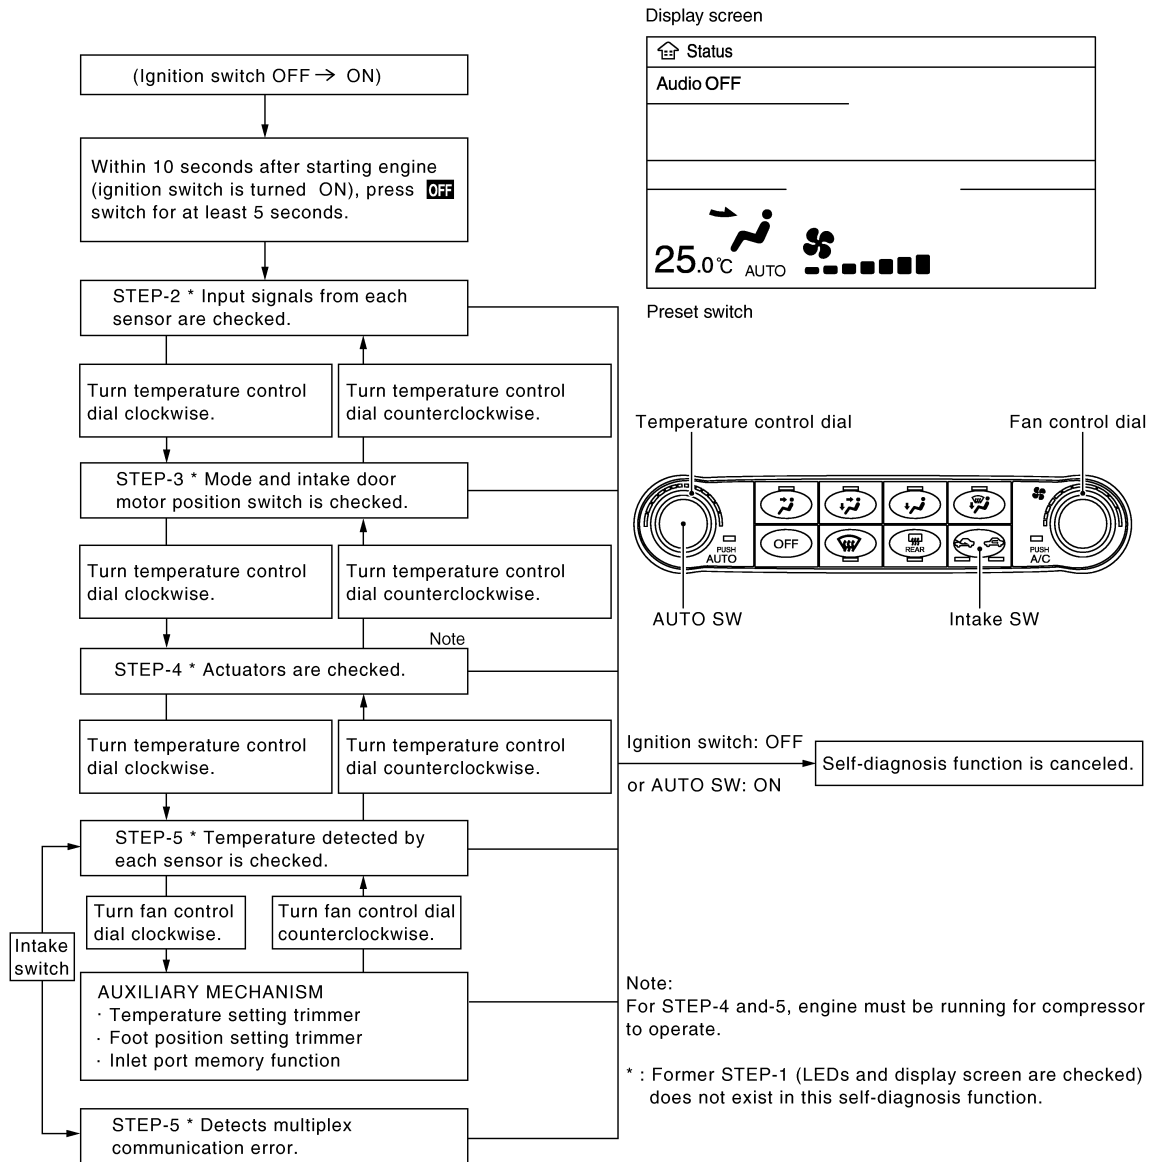 Display screen
Status
Audio OFF
25.0°C
AUTO
Preset switch
(Ignition switch OFF → ON)
Within 10 seconds after starting engine
(ignition switch is turned ON), press OFF
switch for at least 5 seconds.
STEP-2 * Input signals from each
sensor are checked.
Turn temperature control
dial clockwise.
Turn temperature control
dial counterclockwise.
STEP-3 * Mode and intake door
motor position switch is checked.
Turn temperature control
dial clockwise.
Turn temperature control
dial counterclockwise.
Note
STEP-4 * Actuators are checked.
Turn temperature control
dial clockwise.
Turn temperature control
dial counterclockwise.
STEP-5 * Temperature detected by
each sensor is checked.
Turn fan control
dial clockwise.
Turn fan control dial
counterclockwise.
Intake
switch
AUXILIARY MECHANISM
· Temperature setting trimmer
· Foot position setting trimmer
· Inlet port memory function
STEP-5 * Detects multiplex
communication error.
Temperature control dial
Fan control dial
PUSH
AUTO
OFF
REAR
PUSH
A/C
AUTO SW
Intake SW
Ignition switch: OFF
or AUTO SW: ON
Self-diagnosis function is canceled.
Note:
For STEP-4 and-5, engine must be running for compressor
to operate.
* : Former STEP-1 (LEDs and display screen are checked)
does not exist in this self-diagnosis function.